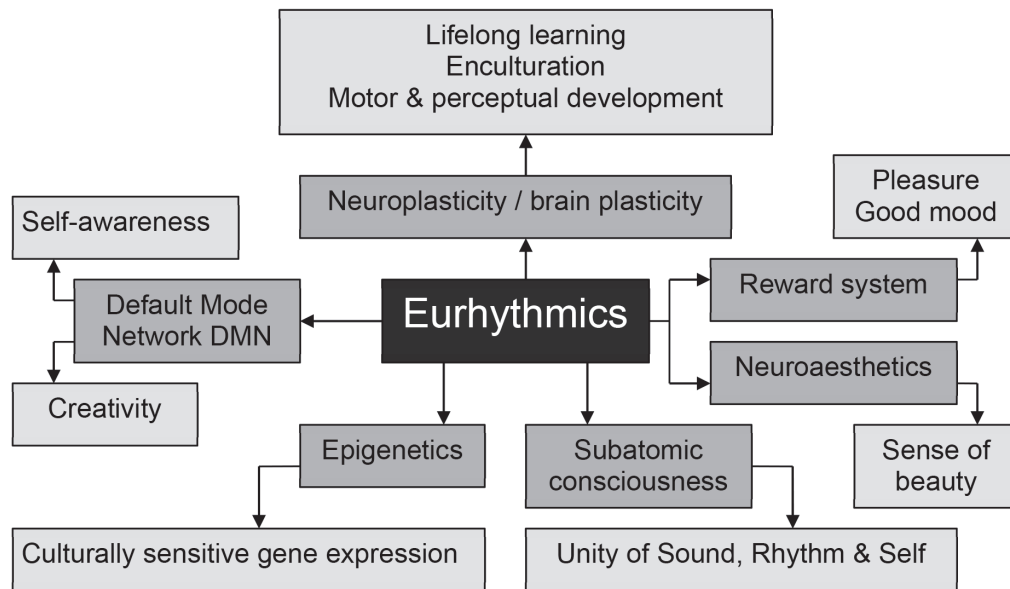 Lifelong learning
Enculturation
Motor & perceptual development
Neuroplasticity / brain plasticity
Pleasure
Good mood
Self-awareness
Reward system
Default Mode
Network DMN
Eurhythmics
Neuroaesthetics
Creativity
Epigenetics
Subatomic
consciousness
Sense of
beauty
Culturally sensitive gene expression
Unity of Sound, Rhythm & Self